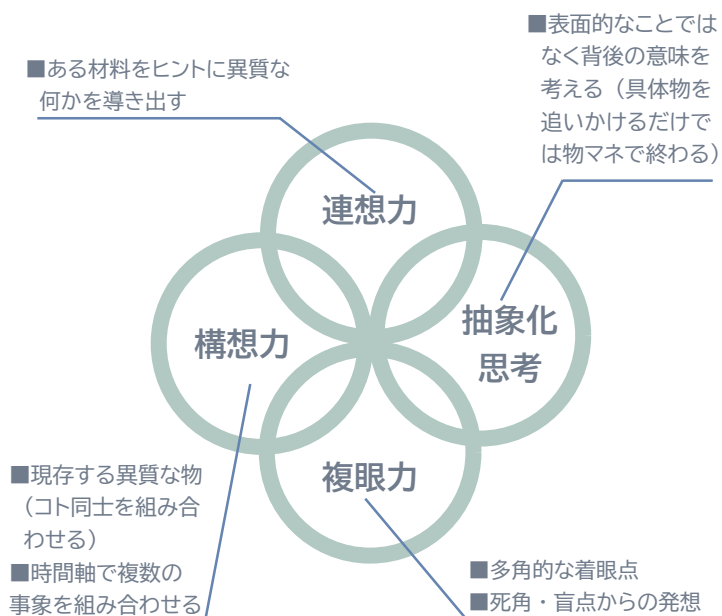 ■ある材料をヒントに異質な
何かを導き出す
■表面的なことでは
なく背後の意味を
考える（具体物を
追いかけるだけで
は物マネで終わる）
連想力
構想力
抽象化
思考
複眼力
■現存する異質な物
（コト同士を組み合
わせる）
■時間軸で複数の
事象を組み合わせる
■多角的な着眼点
■死角・盲点からの発想